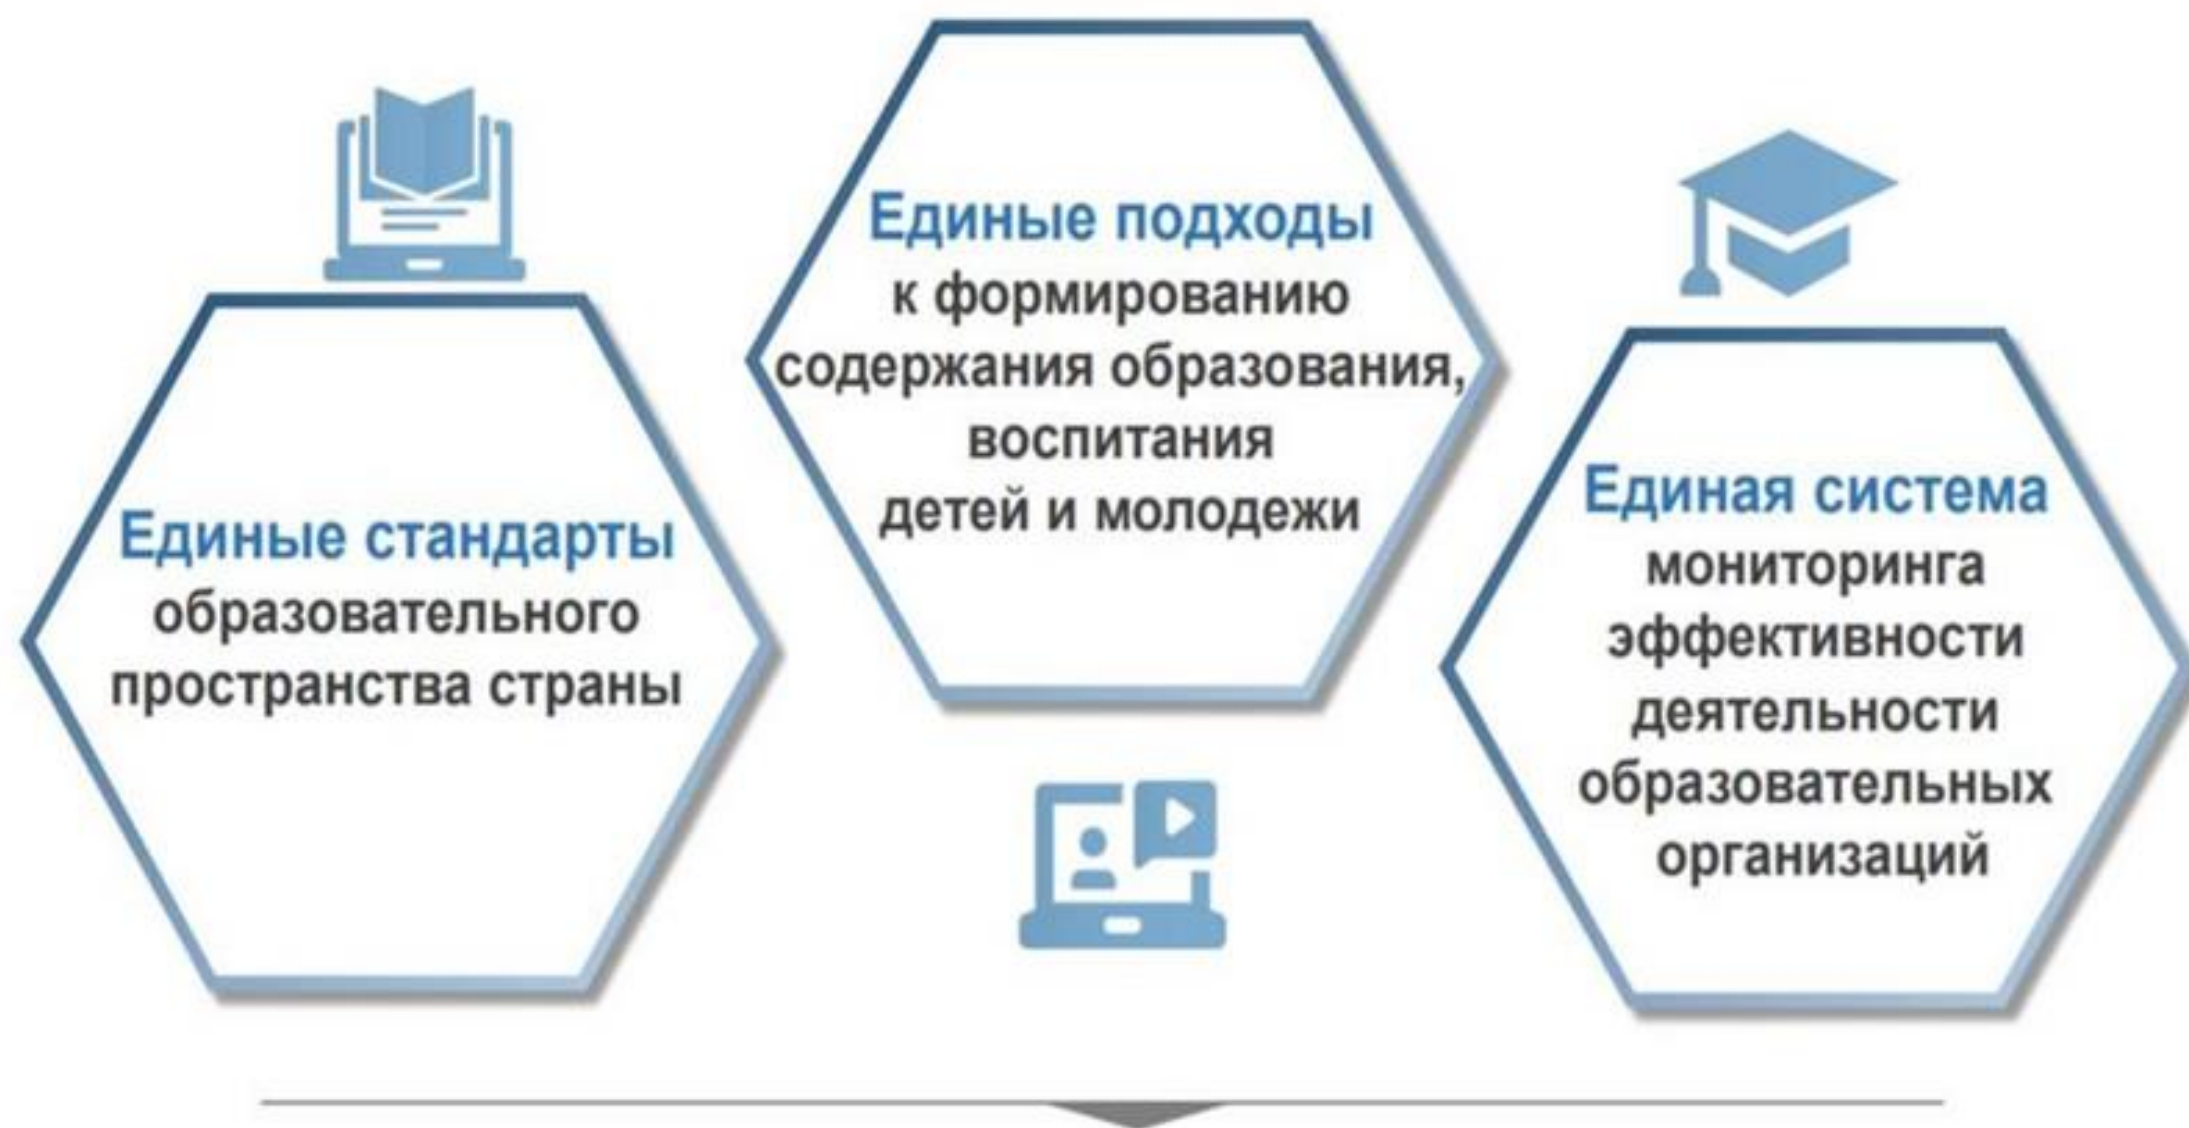 Единые стандарты
образовательного
пространства страны
Единые подходы
к формированию
содержания образования,
воспитания
детей и молодежи
Единая система
мониторинга
эффективности
деятельности
образовательных
организаций